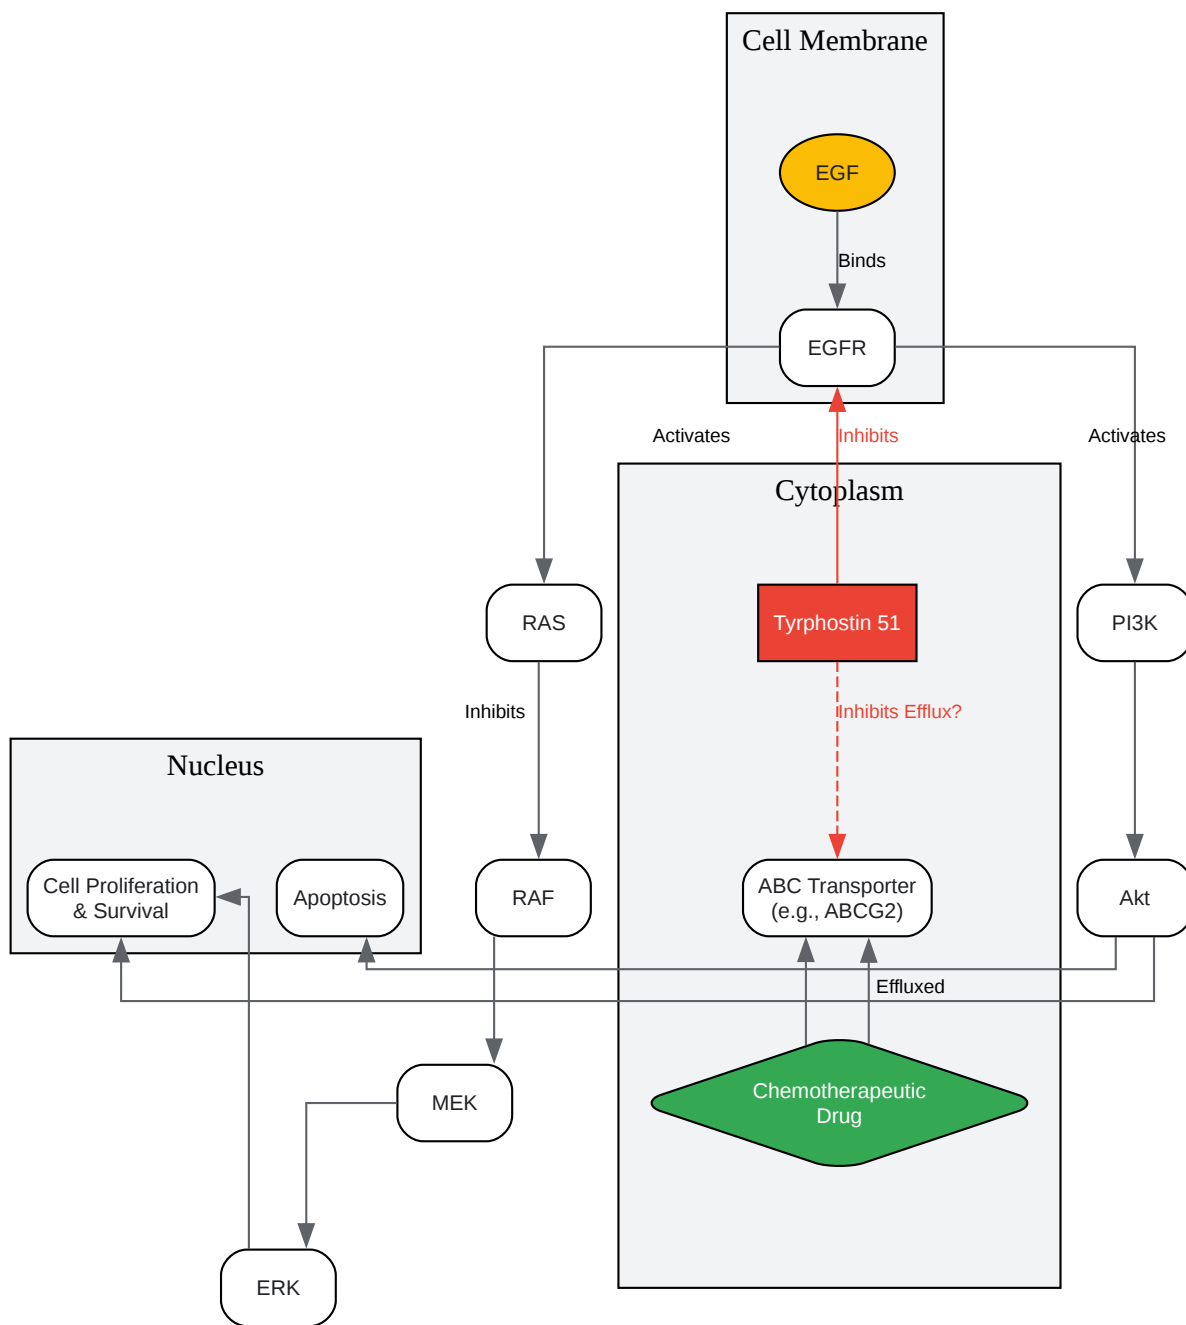 Cell Membrane
EGF
Binds
EGFR
Activates
Inhibits
Activates
Cytoplasm
RAS
Tyrphostin 51
PI3K
Inhibits
Inhibits Efflux?
Nucleus
Cell Proliferation
& Survival
Apoptosis
RAF
ABC Transporter
(e.g., ABCG2)
Akt
Effluxed
MEK
Chemotherapeutic
Drug
ERK